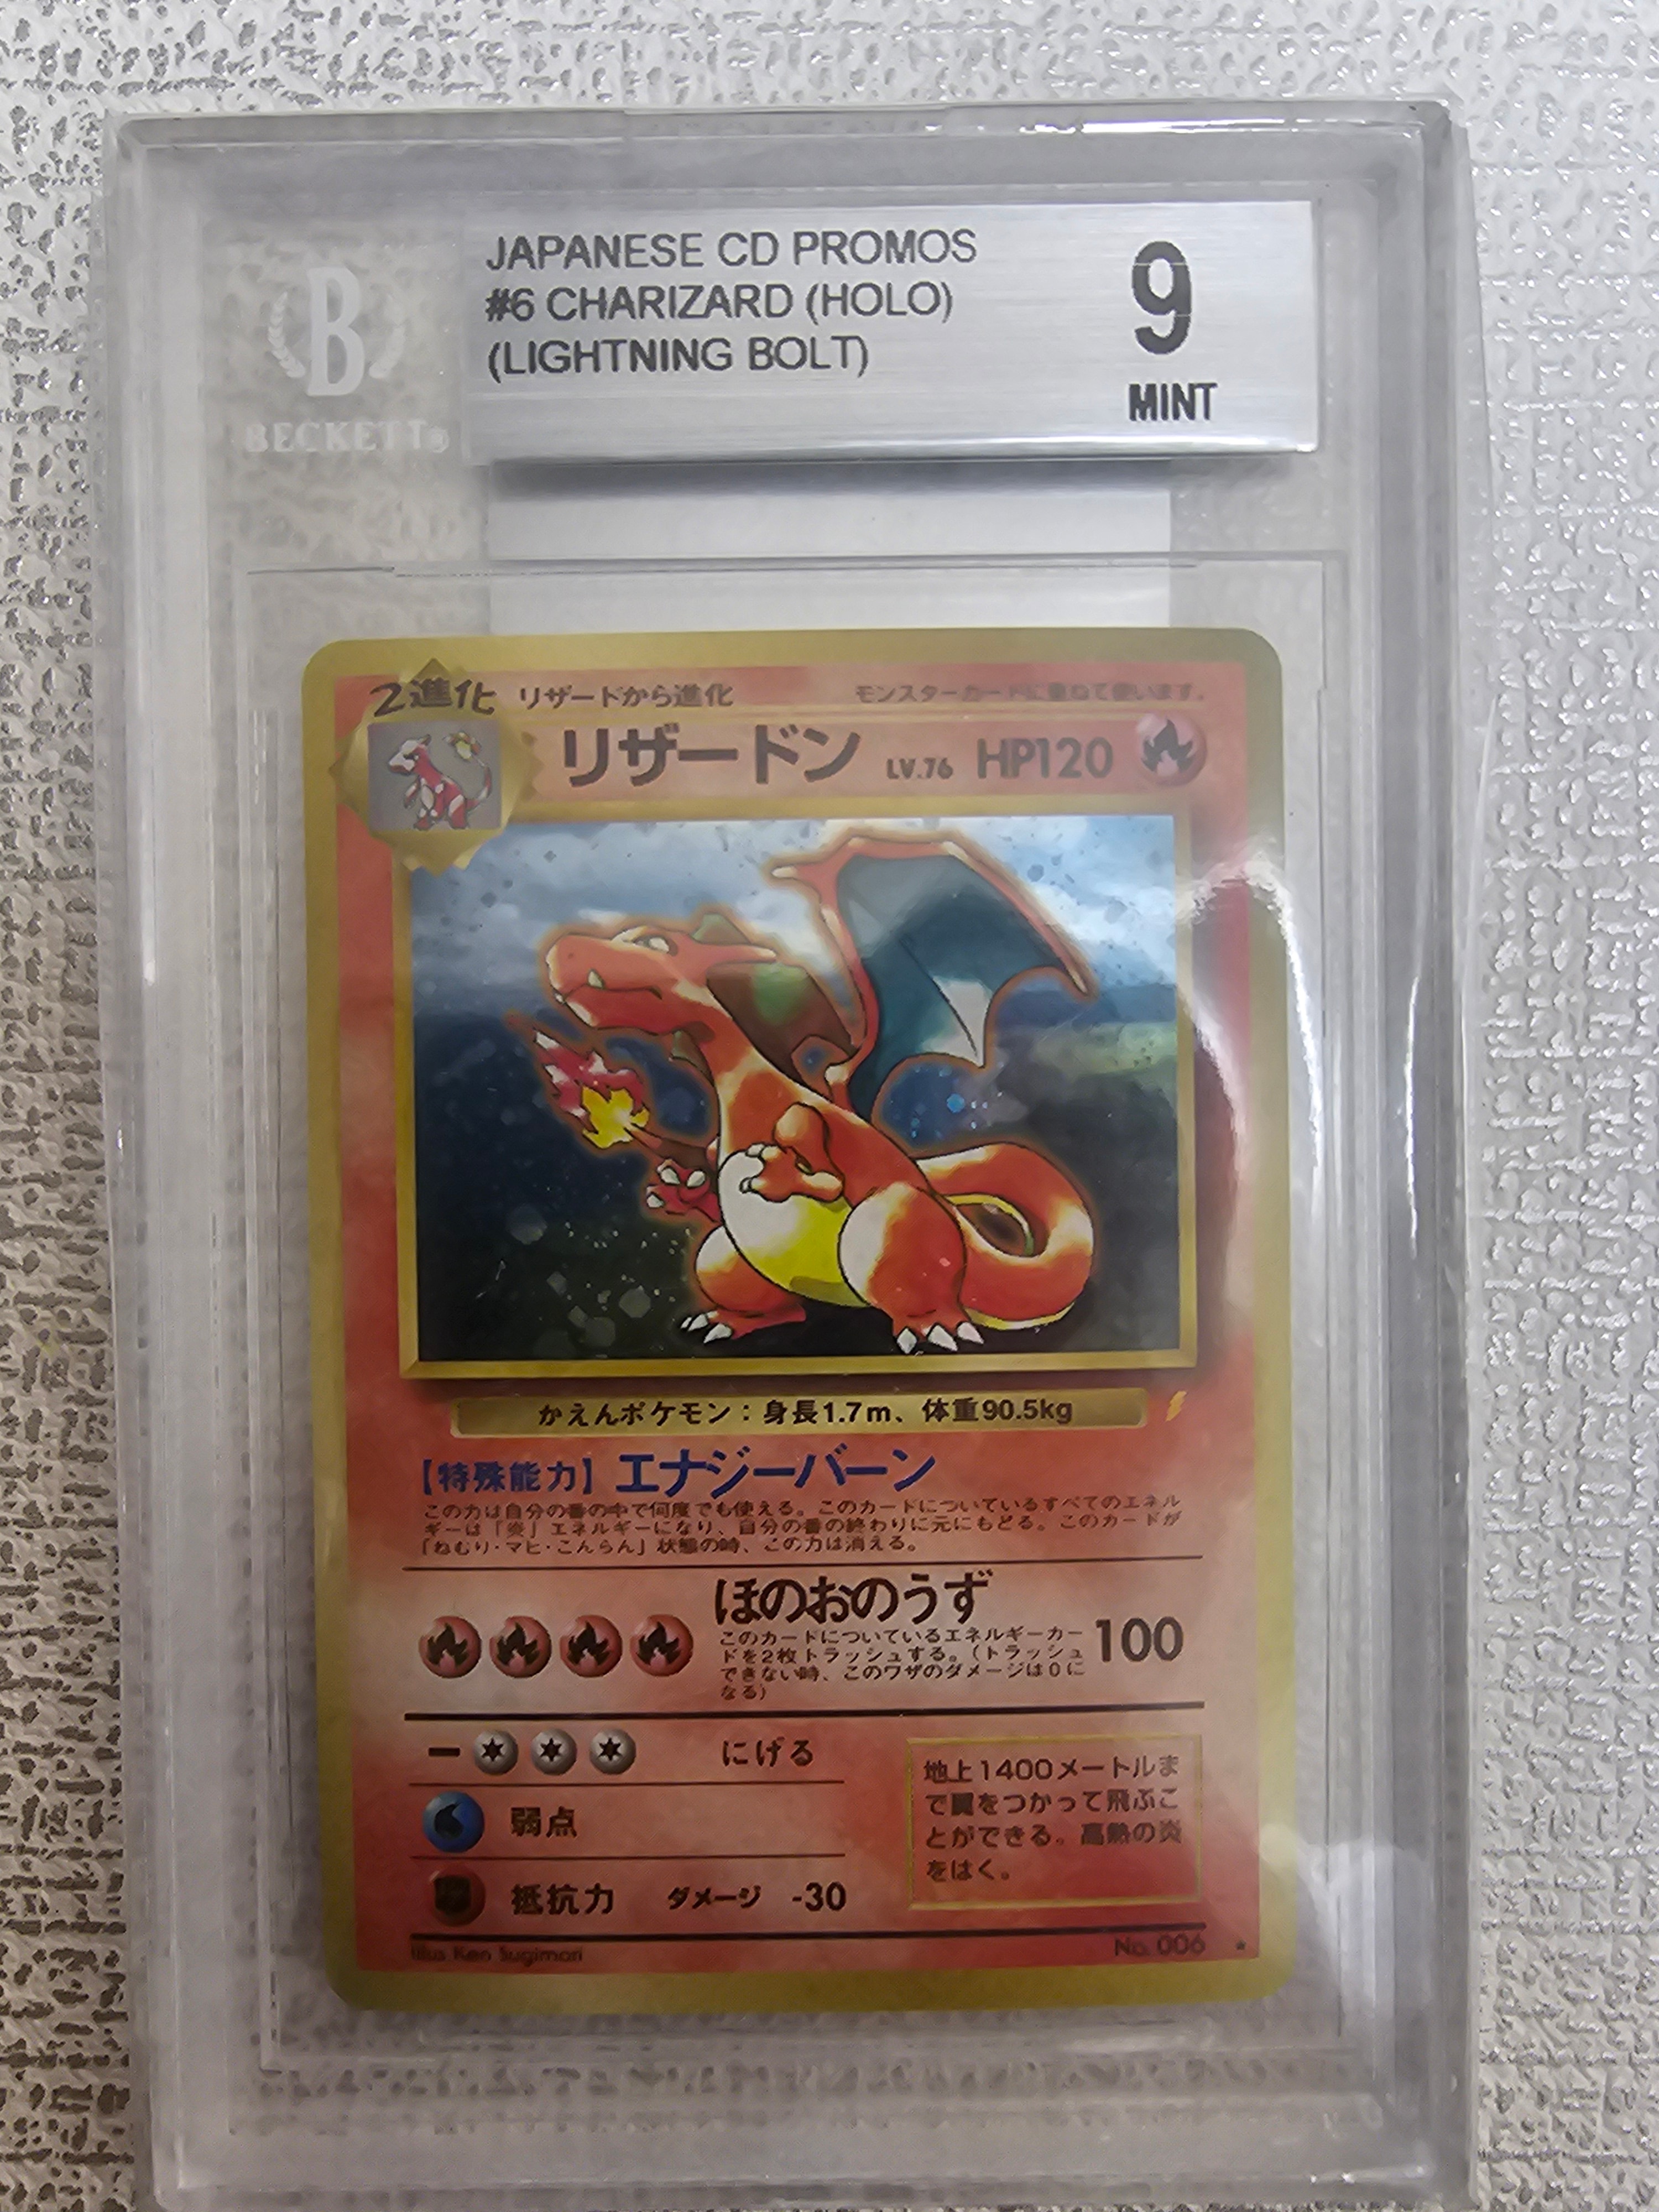 JAPANESE CD PROMOS
#6 CHARIZARD (HOLO)
(LIGHTNING BOLT)
9
MINT
B
BECKETT®
2進化 リザードから進化 モンスターカードに重ねて使います。
リザードン LV.76 HP120
かえんポケモン：身長1.7m、体重90.5kg
【特殊能力】エナジーバーン
この力は自分の番の中で何度でも使える。このカードについているすべてのエネル
ギーは「炎」エネルギーになり、自分の番の終わりに元にもどる。このカードが
「ねむり・マヒ・こんらん」状態の時、この力は消える。
ほのおのうず
このカードについているエネルギーカー
ドを2枚トラッシュする。（トラッシュ
できない時、このワザのダメージは0に
なる）
100
にげる
弱点
抵抗力 ダメージ -30
地上1400メートルま
で翼をつかって飛ぶこ
とができる。高熱の炎
をはく。
Illus Ken Sugimori
No. 006 ★